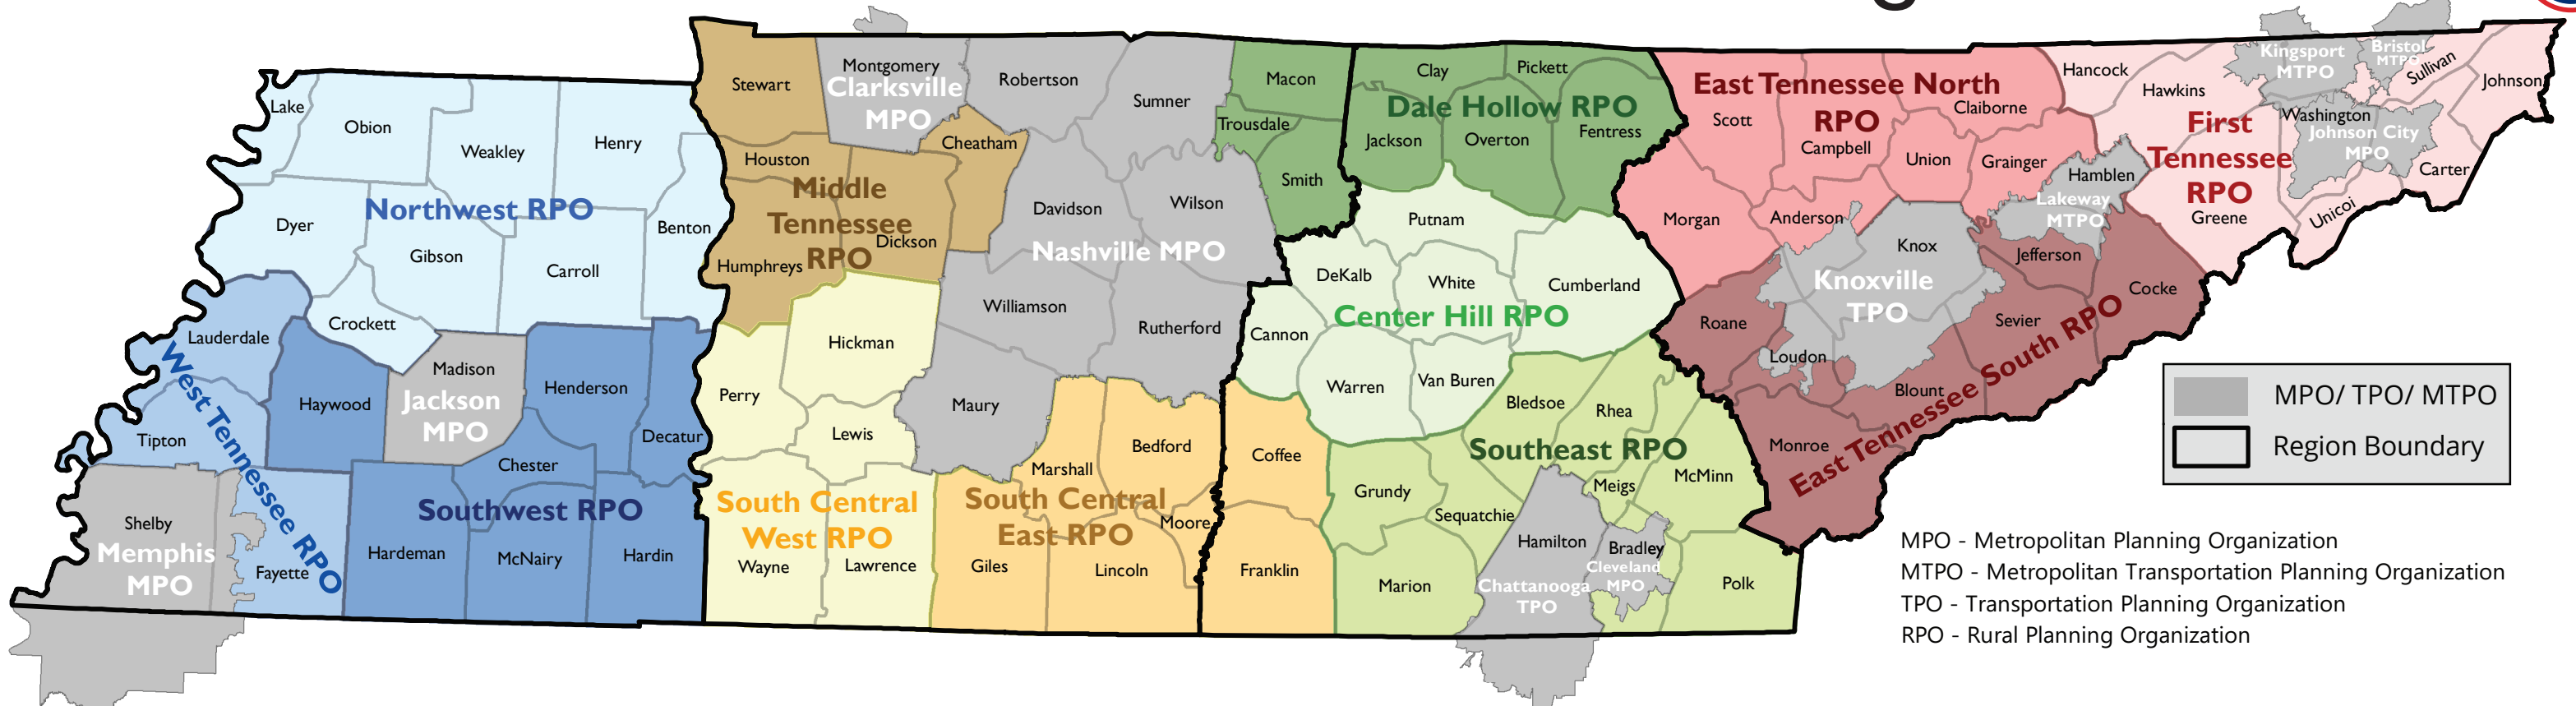 Lake
Obion
Weakley
Henry
Dyer
Northwest RPO
Gibson
Carroll
Benton
Crockett
Lauderdale
Haywood
Madison
Jackson
MPO
Henderson
Decatur
Tipton
West Tennessee RPO
Chester
Southwest RPO
Shelby
Memphis
MPO
Fayette
Hardeman
McNairy
Hardin
Stewart
Montgomery
Clarksville
MPO
Robertson
Sumner
Cheatham
Houston
Middle
Tennessee
RPO
Dickson
Humphreys
Davidson
Wilson
Nashville MPO
Williamson
Rutherford
Hickman
Perry
Lewis
Maury
South Central
West RPO
Wayne
Lawrence
Marshall
Bedford
South Central
East RPO
Moore
Giles
Lincoln
Macon
Trousdale
Smith
Clay
Pickett
Dale Hollow RPO
Jackson
Overton
Fentress
Putnam
DeKalb
White
Cumberland
Center Hill RPO
Cannon
Warren
Van Buren
Coffee
Franklin
Bledsoe
Rhea
Southeast RPO
Grundy
Sequatchie
Meigs
McMinn
Marion
Hamilton
Chattanooga
TPO
Bradley
Cleveland
MPO
Polk
East Tennessee North
RPO
Scott
Campbell
Claiborne
Union
Grainger
Morgan
Anderson
Knox
Knoxville
TPO
Roane
Loudon
Blount
Monroe
East Tennessee South RPO
Sevier
Jefferson
Cocke
Hamblen
Lakeway
MTPO
Hancock
Hawkins
First
Tennessee
RPO
Greene
Kingsport
MTPO
Bristol
MTPO
Sullivan
Johnson
Washington
Johnson City
MPO
Carter
Unicoi
MPO/ TPO/ MTPO
Region Boundary
MPO - Metropolitan Planning Organization
MTPO - Metropolitan Transportation Planning Organization
TPO - Transportation Planning Organization
RPO - Rural Planning Organization